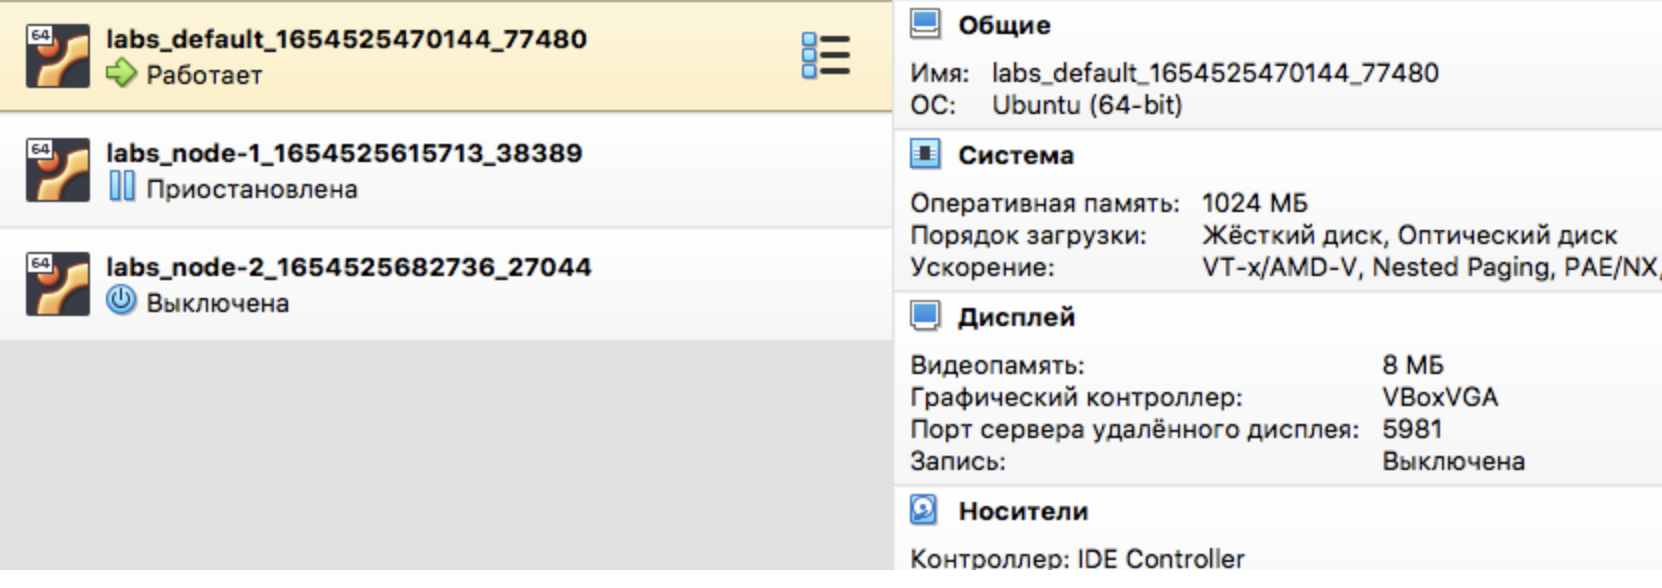 64
labs_default_1654525470144_77480
Работает
64
labs_node-1_1654525615713_38389
Приостановлена
64
labs_node-2_1654525682736_27044
Выключена
Общие
Имя: labs_default_1654525470144_77480
ОС: Ubuntu (64-bit)
Система
Оперативная память: 1024 МБ
Порядок загрузки: Жёсткий диск, Оптический диск
Ускорение: VT-x/AMD-V, Nested Paging, PAE/NX,
Дисплей
Видеопамять: 8 МБ
Графический контроллер: VBoxVGA
Порт сервера удалённого дисплея: 5981
Запись: Выключена
Носители
Контроллер: IDE Controller